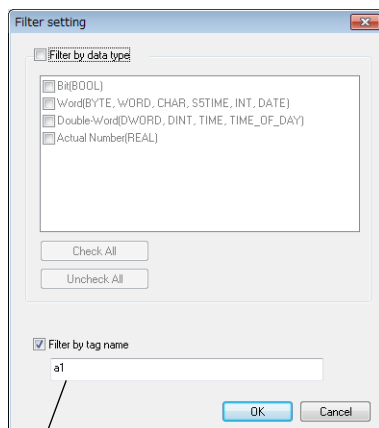 Filter setting
Filter by data type
Bit(BOOL)
Word(BYTE, WORD, CHAR, S5TIME, INT, DATE)
Double-Word(DWORD, DINT, TIME, TIME_OF_DAY)
Actual Number(REAL)
Check All
Uncheck All
Filter by tag name
a1
OK
Cancel